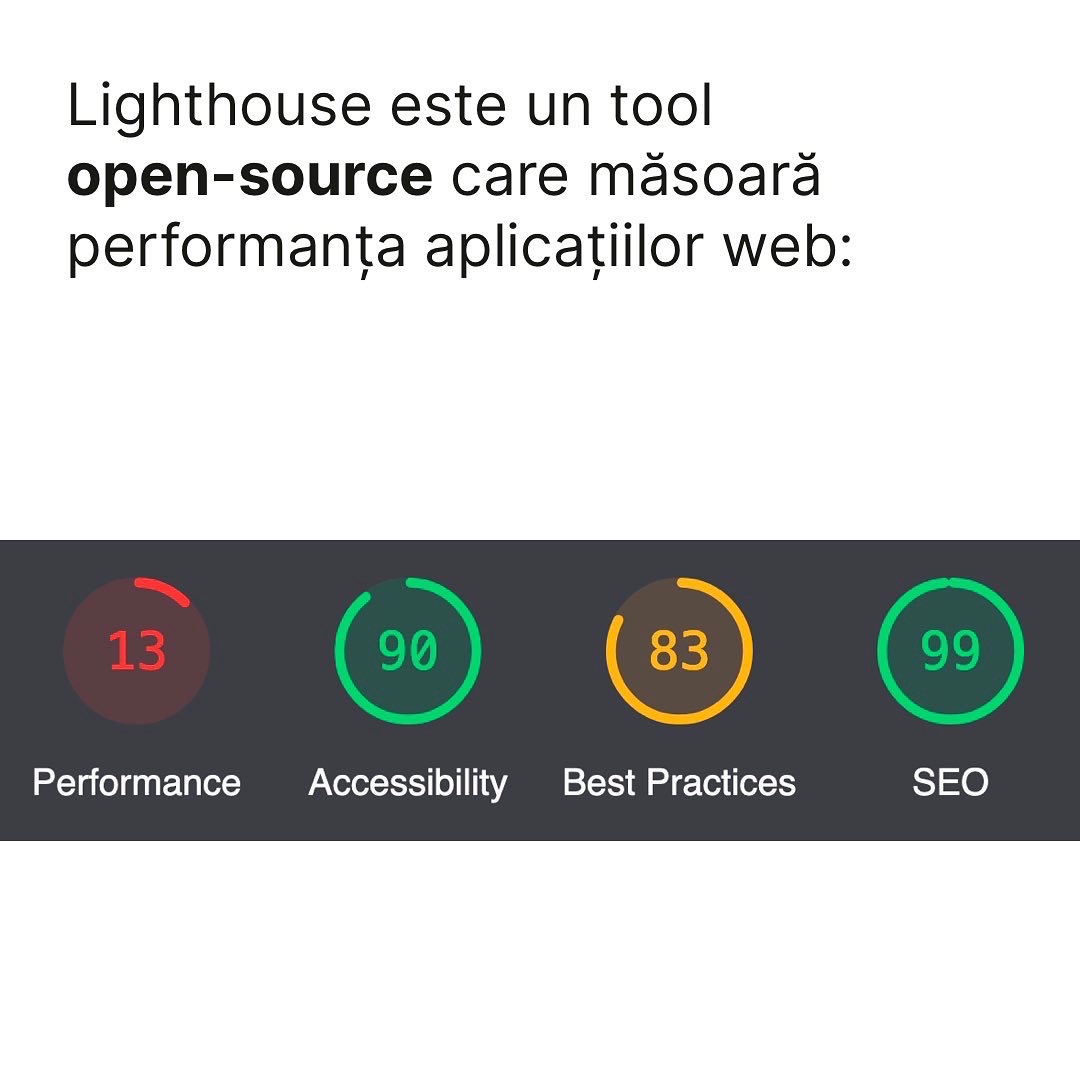 Lighthouse este un tool
open-source care măsoară
performanța aplicațiilor web:
13 90 83 99
Performance Accessibility Best Practices SEO